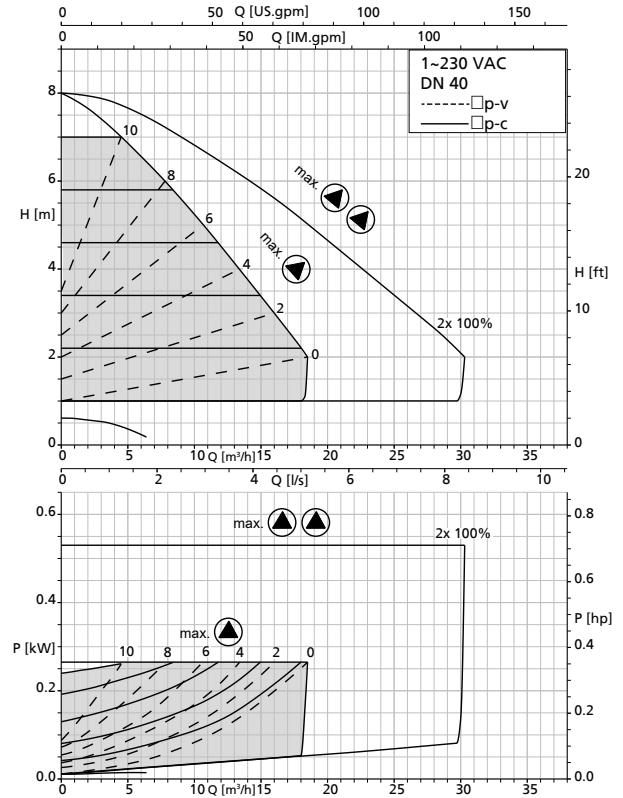 0 50 Q [US.gpm] 100 150
0 50 Q [IM.gpm] 100
1~230 VAC
DN 40
□p-v
□p-c
8
6
H [m]
4
2
0
20
H [ft]
10
0
10
8
6
4
2
0
max.
max.
2x 100%
0 5 10 Q [m³/h] 15 20 25 30 35
0 2 4 Q [l/s] 6 8 10
max.
2x 100%
0.6
0.4
P [kW]
0.2
0.0
0.8
0.6
P [hp]
0.4
0.2
0.0
max.
10 8 6 4 2 0
0 5 10 Q [m³/h] 15 20 25 30 35